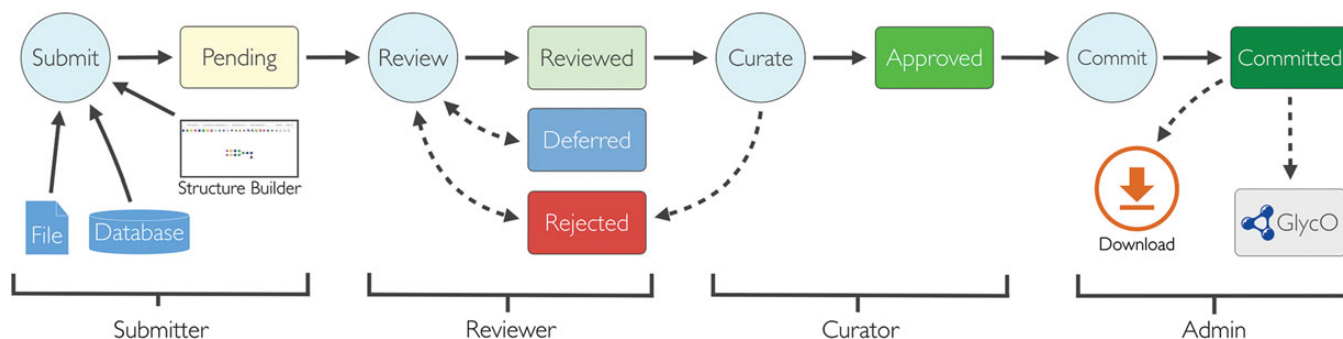 Submit
Pending
Review
Reviewed
Curate
Approved
Commit
Committed
Deferred
Structure Builder
Rejected
File
Database
Download
GlycO
Submitter
Reviewer
Curator
Admin